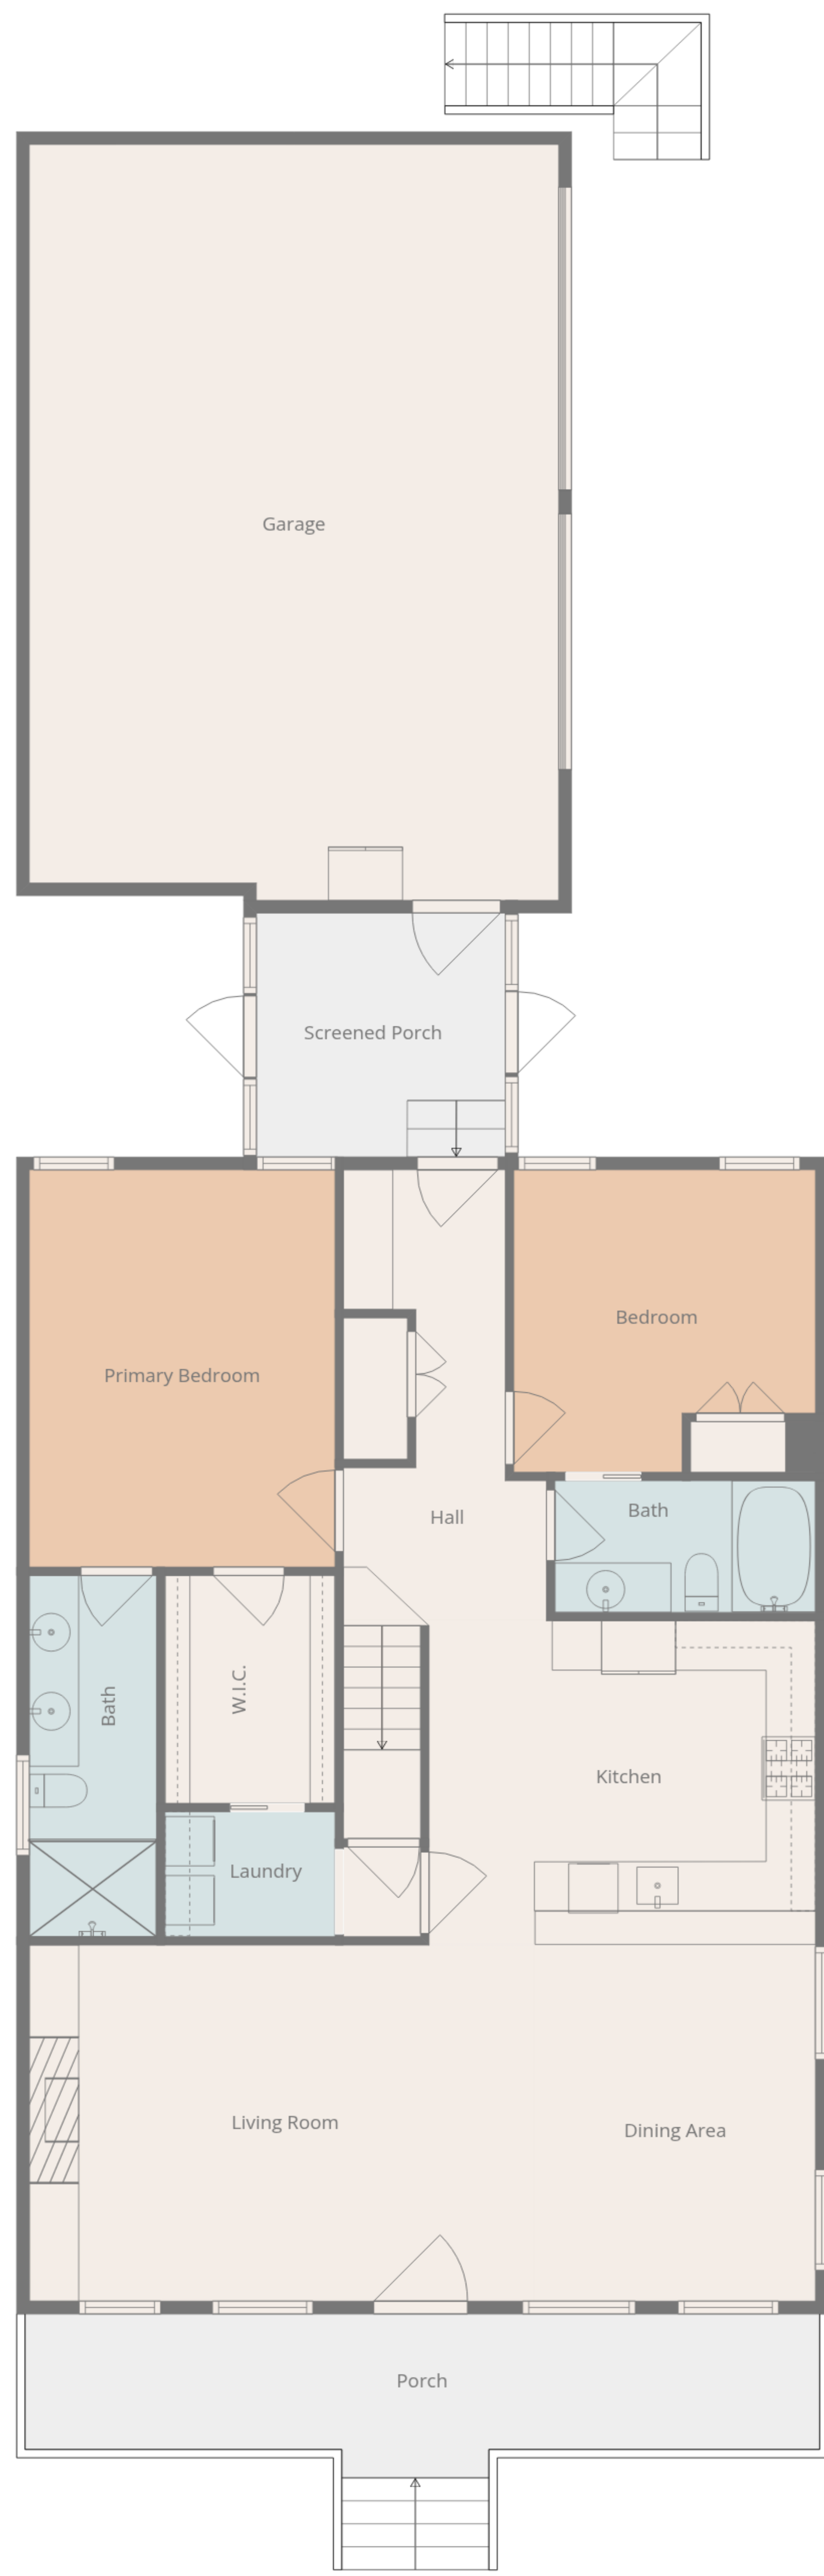 Garage
Screened Porch
Bedroom
Primary Bedroom
Bath
Hall
W.I.C.
Bath
Kitchen
Laundry
Living Room
Dining Area
Porch